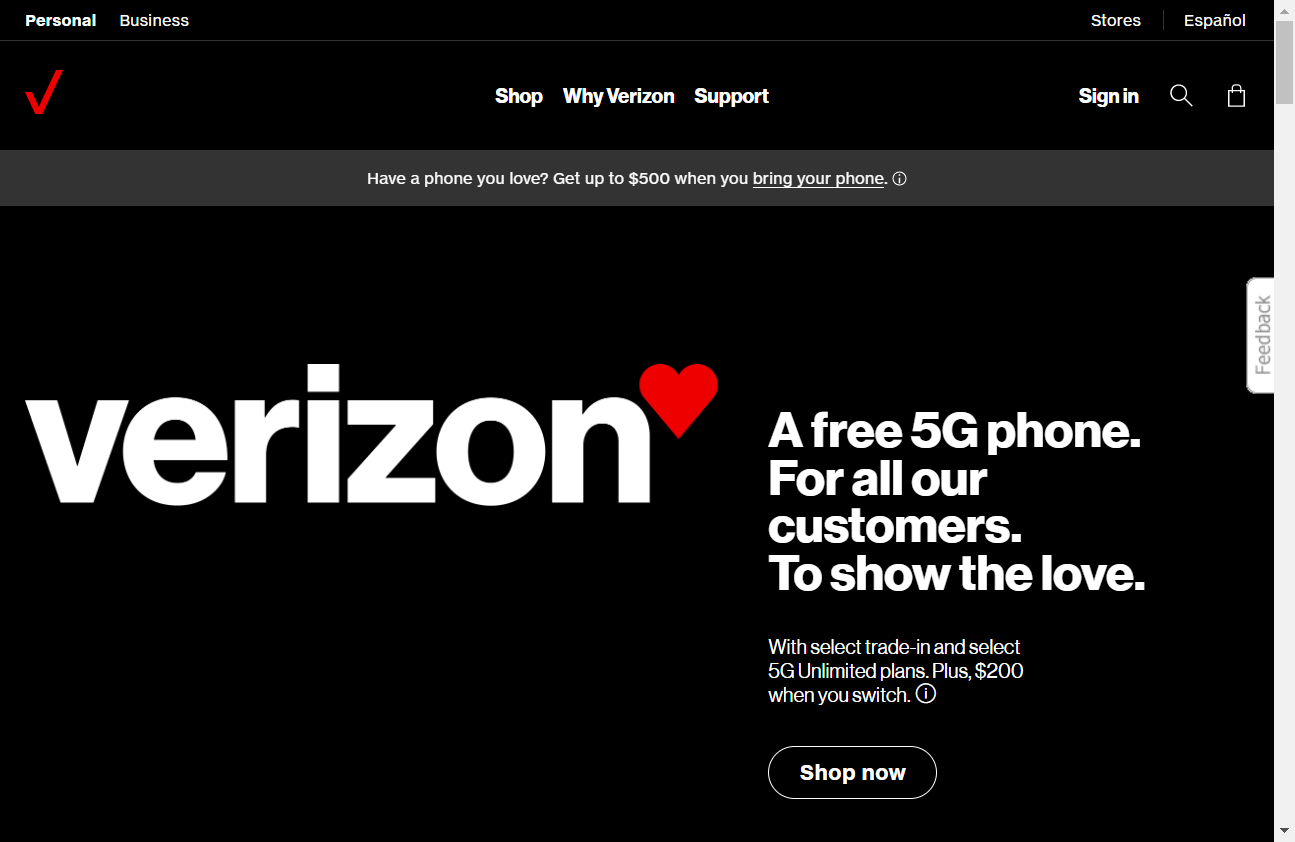 Personal Business Stores Español
Shop Why Verizon Support Sign in
Have a phone you love? Get up to $500 when you bring your phone.
Feedback
verizon
A free 5G phone.
For all our
customers.
To show the love.
With select trade-in and select
5G Unlimited plans. Plus, $200
when you switch.
Shop now